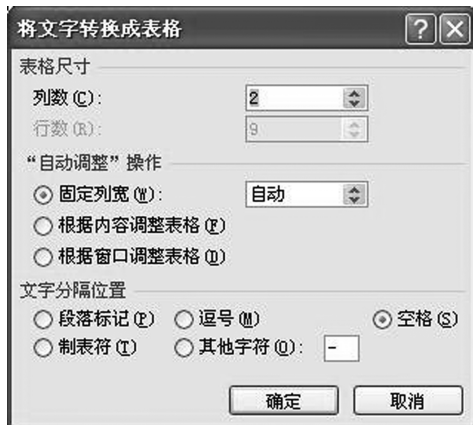 将文字转换成表格
表格尺寸
列数(C): 2
行数(R): 9
“自动调整”操作
固定列宽(W): 自动
根据内容调整表格(F)
根据窗口调整表格(D)
文字分隔位置
段落标记(P) 逗号(M) 空格(S)
制表符(T) 其他字符(O): -
确定 取消